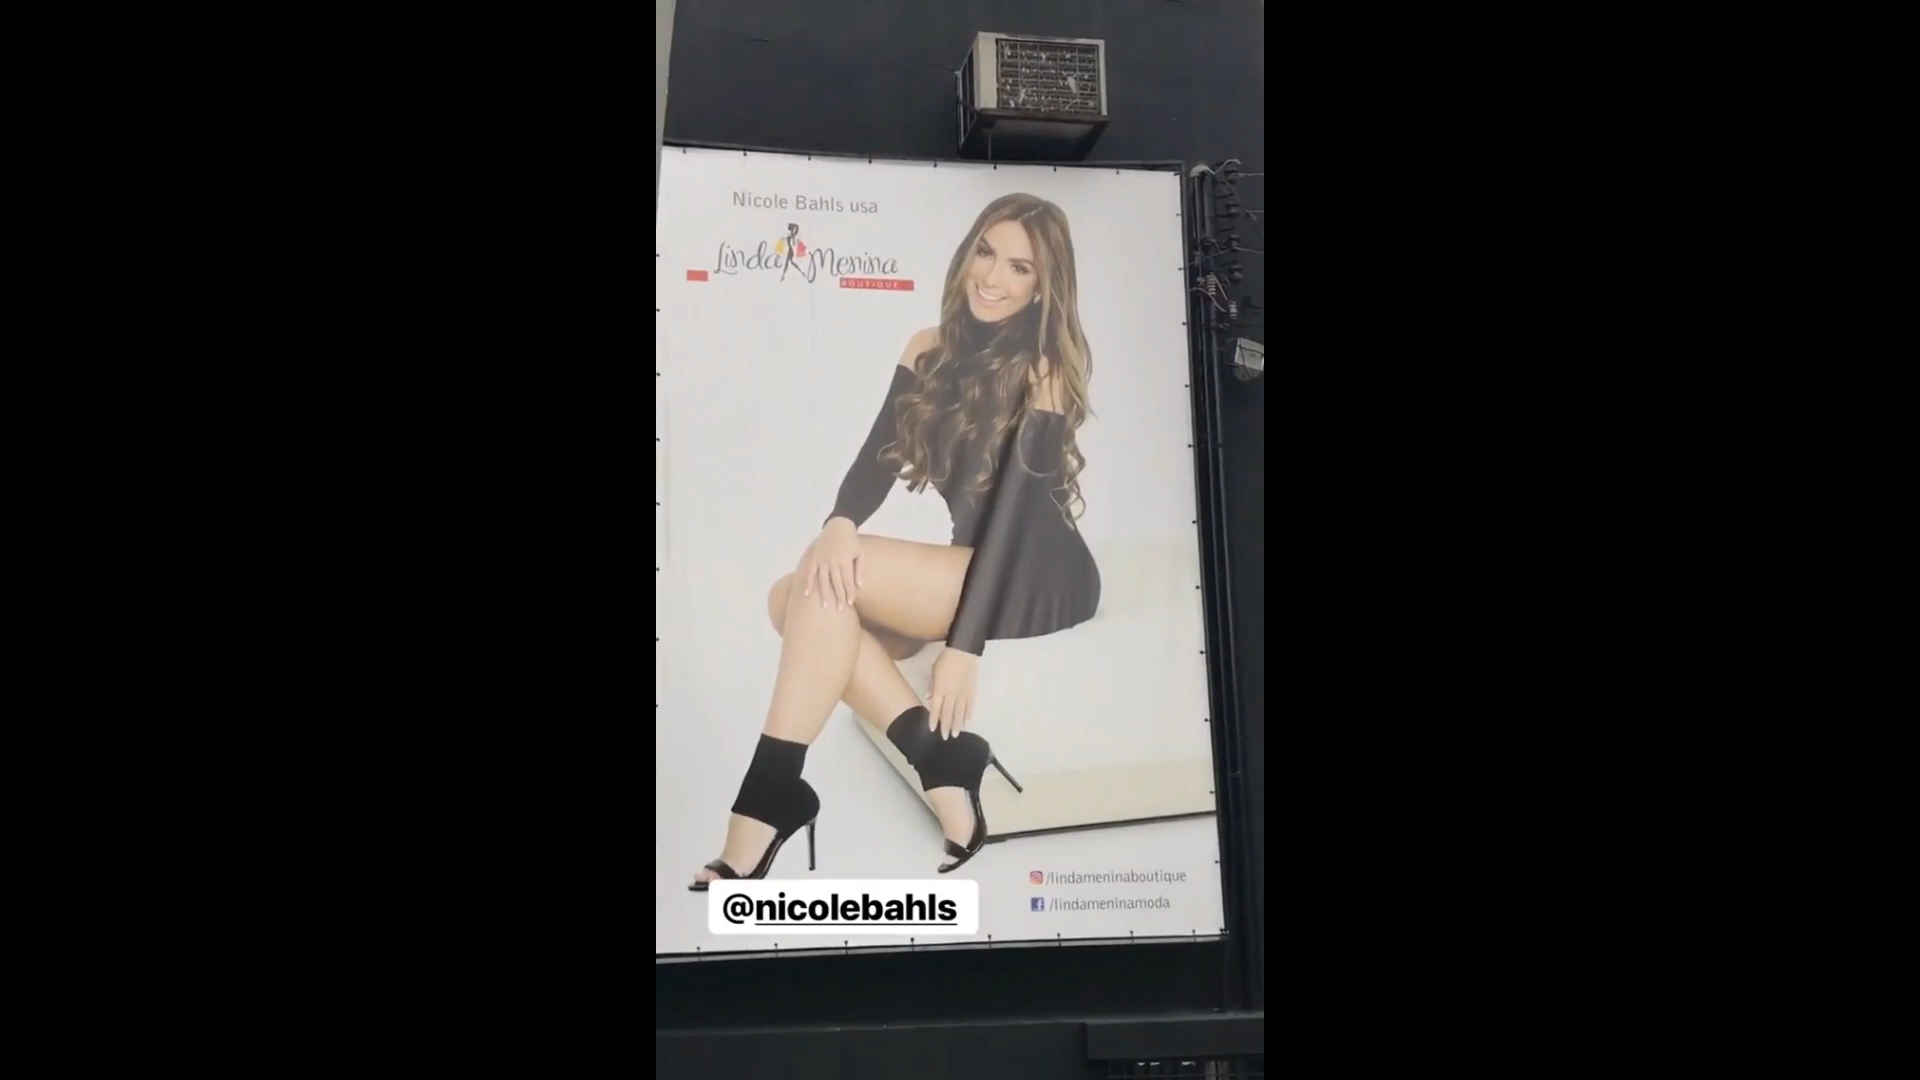 Nicole Bahls usa
Linda Menina
BOUTIQUE
/lindameninaboutique
/lindameninamoda
@nicolebahls